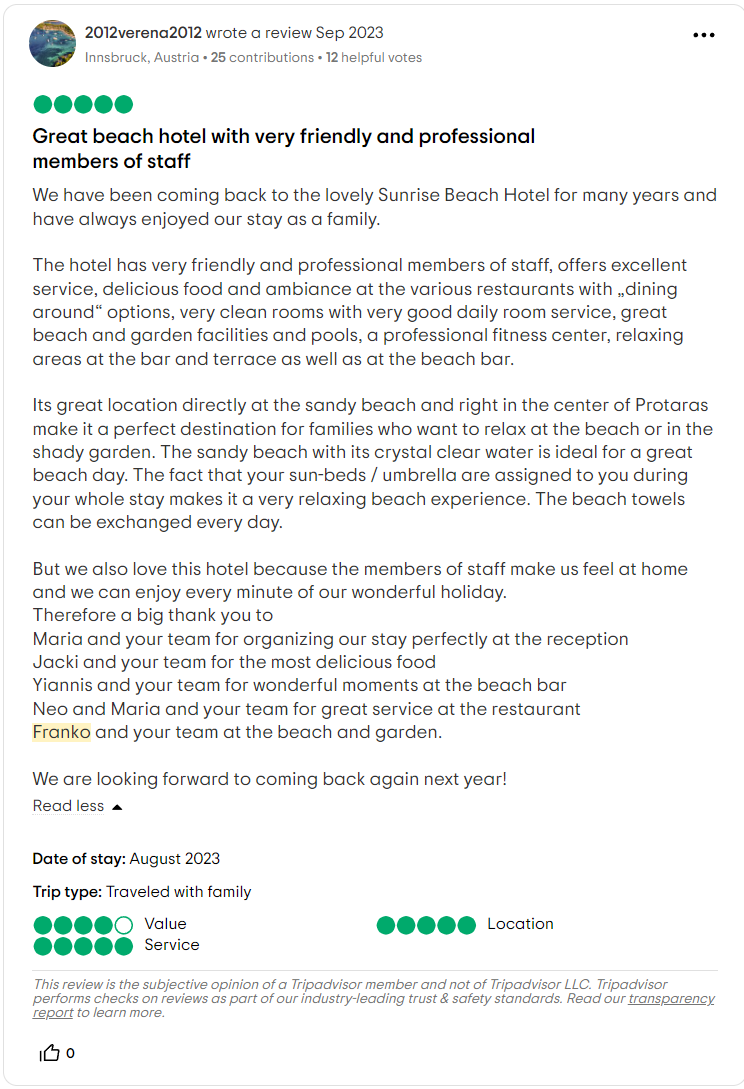 2012verena2012 wrote a review Sep 2023
Innsbruck, Austria • 25 contributions • 12 helpful votes
Great beach hotel with very friendly and professional
members of staff
We have been coming back to the lovely Sunrise Beach Hotel for many years and
have always enjoyed our stay as a family.
The hotel has very friendly and professional members of staff, offers excellent
service, delicious food and ambiance at the various restaurants with „dining
around“ options, very clean rooms with very good daily room service, great
beach and garden facilities and pools, a professional fitness center, relaxing
areas at the bar and terrace as well as at the beach bar.
Its great location directly at the sandy beach and right in the center of Protaras
make it a perfect destination for families who want to relax at the beach or in the
shady garden. The sandy beach with its crystal clear water is ideal for a great
beach day. The fact that your sun-beds / umbrella are assigned to you during
your whole stay makes it a very relaxing beach experience. The beach towels
can be exchanged every day.
But we also love this hotel because the members of staff make us feel at home
and we can enjoy every minute of our wonderful holiday.
Therefore a big thank you to
Maria and your team for organizing our stay perfectly at the reception
Jacki and your team for the most delicious food
Yiannis and your team for wonderful moments at the beach bar
Neo and Maria and your team for great service at the restaurant
Franko and your team at the beach and garden.
We are looking forward to coming back again next year!
Read less
Date of stay: August 2023
Trip type: Traveled with family
Value
Location
Service
This review is the subjective opinion of a Tripadvisor member and not of Tripadvisor LLC. Tripadvisor
performs checks on reviews as part of our industry-leading trust & safety standards. Read our transparency
report to learn more.
0